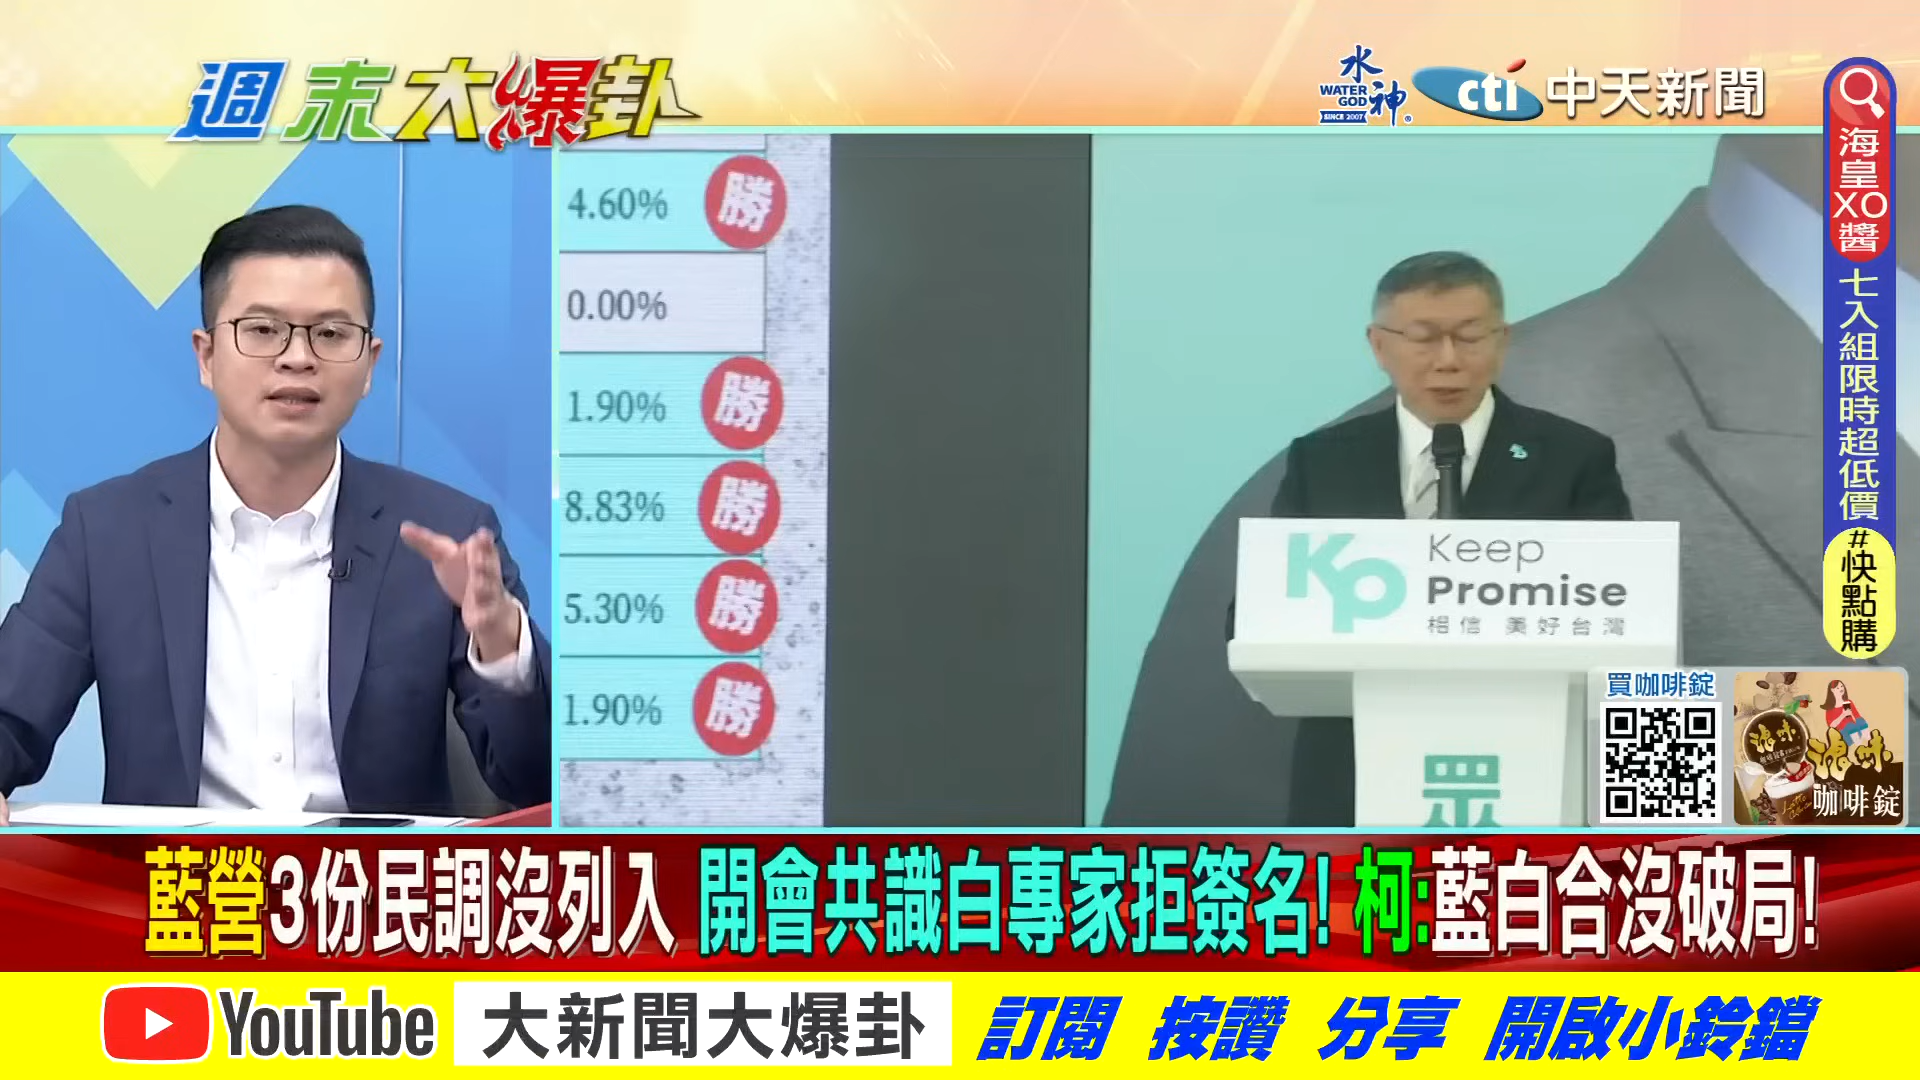 週末大爆卦
水神
WATER GOD
SINCE 2007
cti 中天新聞
海皇XO醬
七入組限時超低價
#快點購
4.60% 勝
0.00%
1.90% 勝
8.83% 勝
5.30% 勝
1.90% 勝
KP
Keep
Promise
相信 美好台灣
眾
買咖啡錠
浪味
浪味
咖啡錠
藍營3份民調沒列入 開會共識白專家拒簽名! 柯:藍白合沒破局!
YouTube 大新聞大爆卦 訂閱 按讚 分享 開啟小鈴鐺